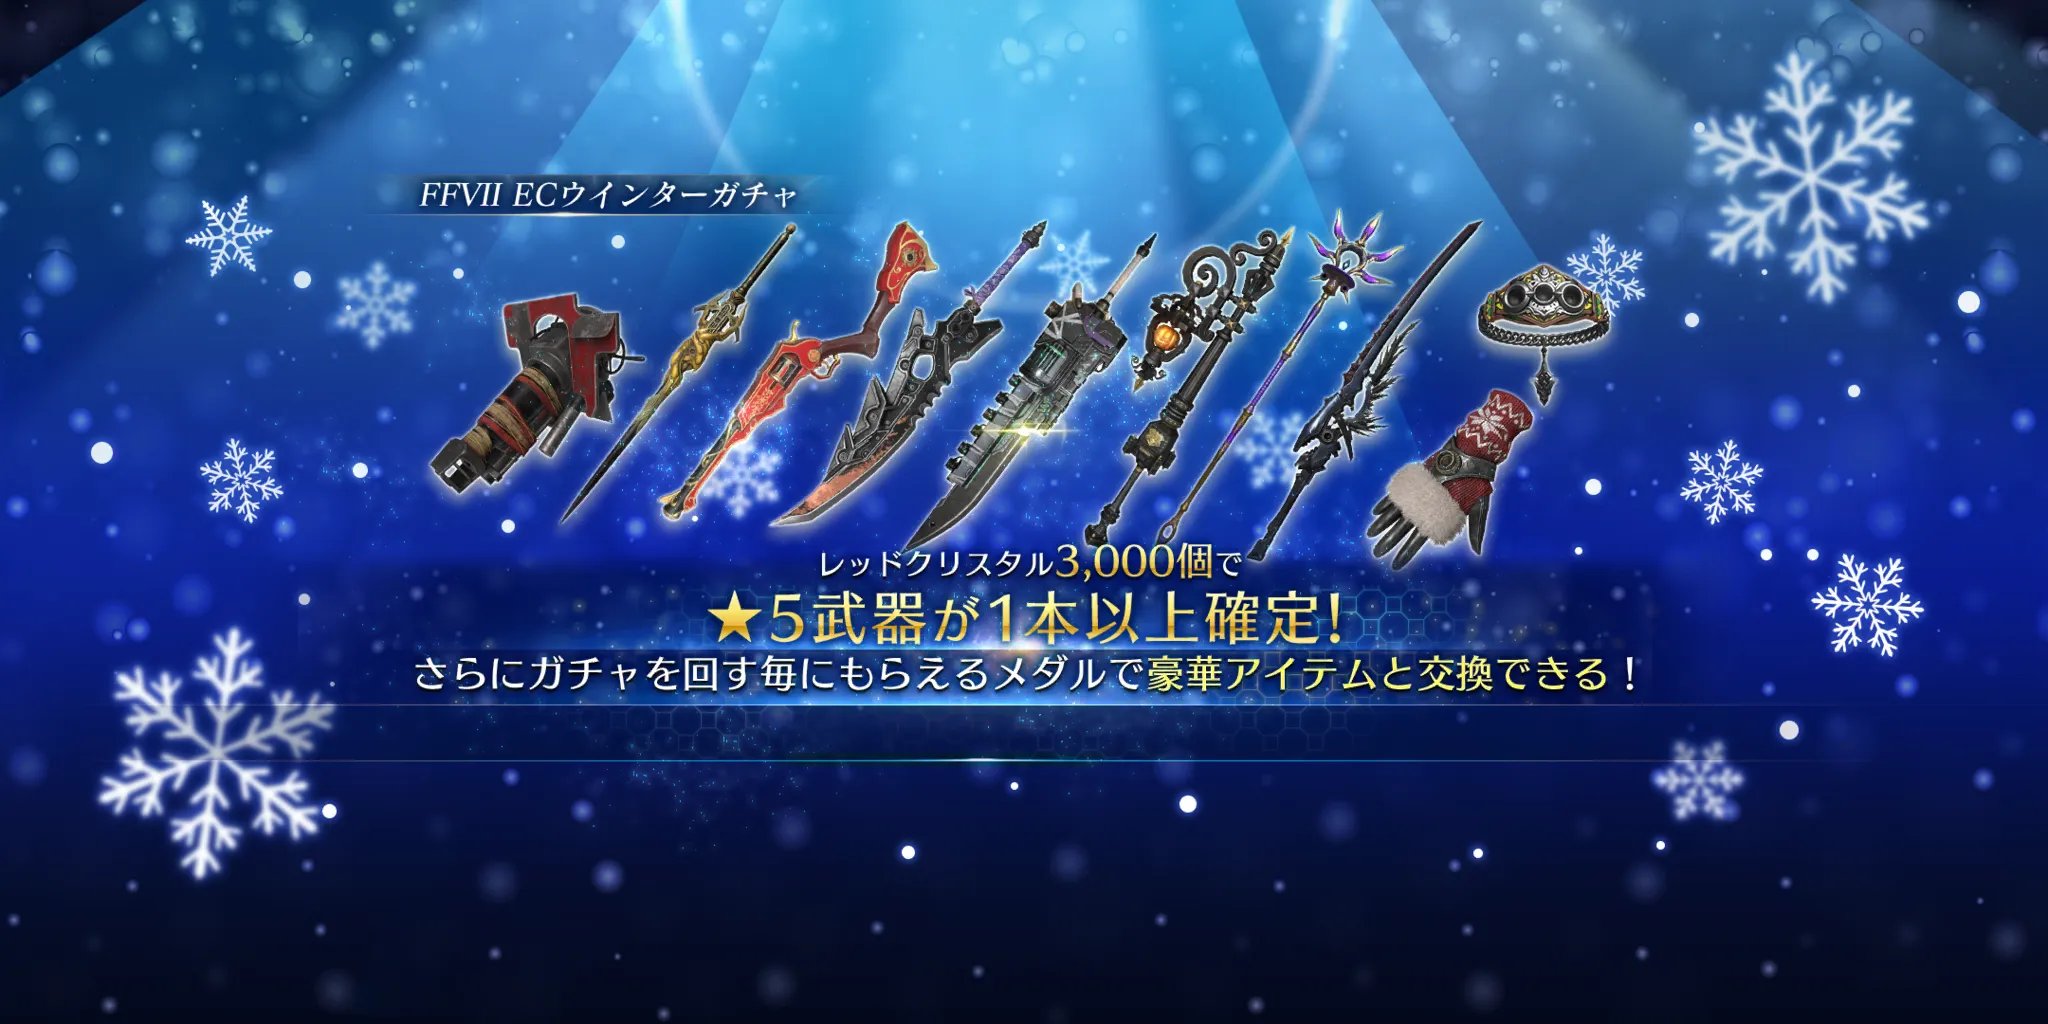 FFVII ECウインターガチャ
レッドクリスタル3,000個で
★5武器が1本以上確定!
さらにガチャを回す毎にもらえるメダルで豪華アイテムと交換できる！